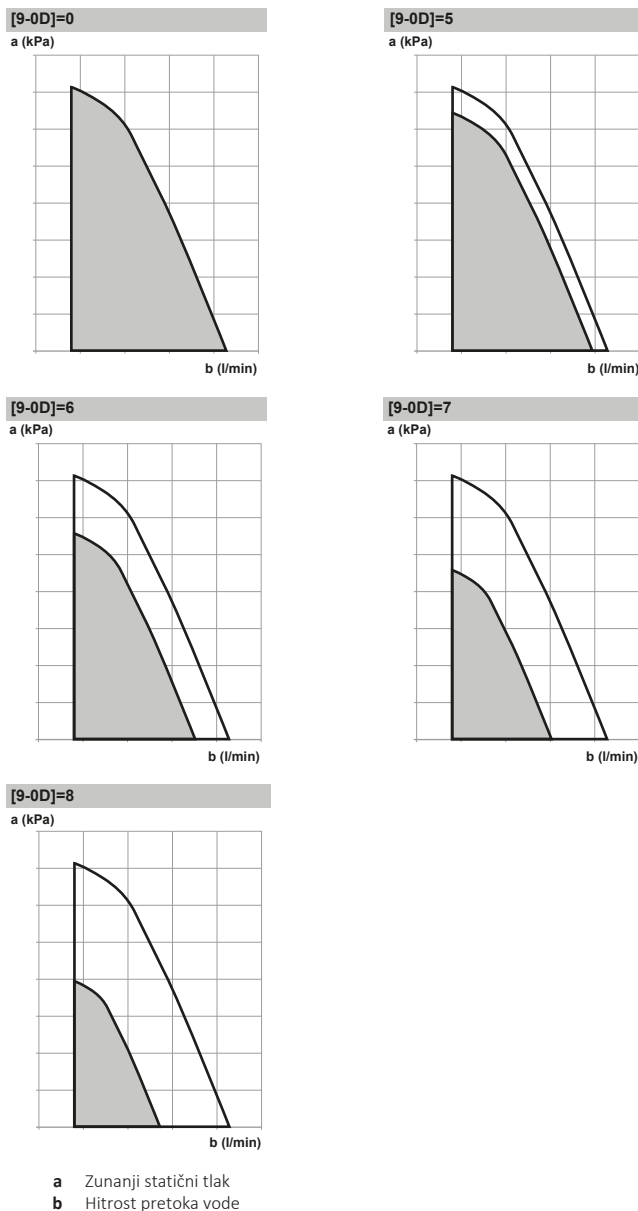 [9-0D]=0
a (kPa)
b (l/min)
[9-0D]=5
a (kPa)
b (l/min)
[9-0D]=6
a (kPa)
b (l/min)
[9-0D]=7
a (kPa)
b (l/min)
[9-0D]=8
a (kPa)
b (l/min)
a Zunanji statični tlak
b Hitrost pretoka vode